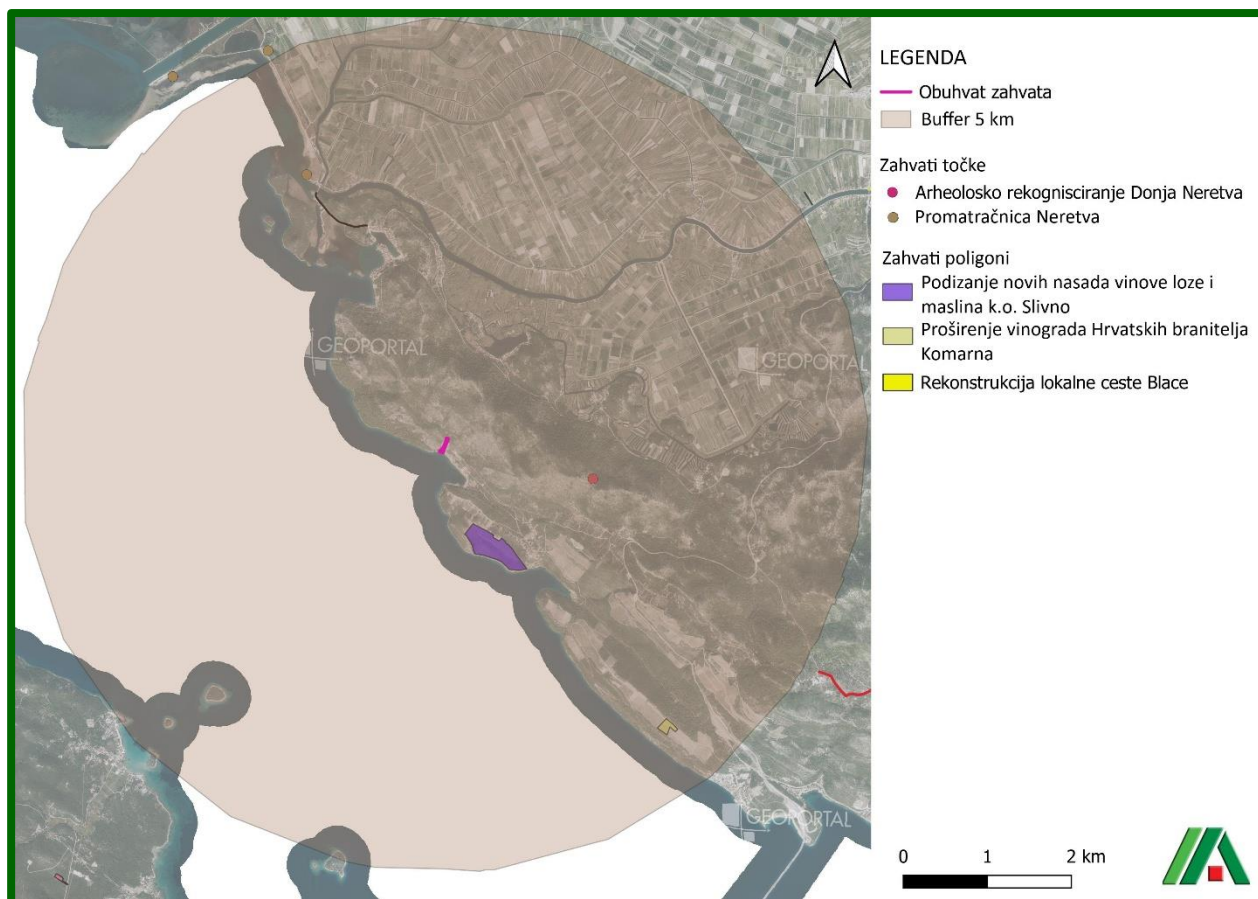 LEGENDA
Obuhvat zahvata
Buffer 5 km
Zahvati točke
Arheolosko rekognisciranje Donja Neretva
Promatračnica Neretva
Zahvati poligoni
Podizanje novih nasada vinove loze i
maslina k.o. Slivno
Proširenje vinograda Hrvatskih branitelja
Komarna
Rekonstrukcija lokalne ceste Blace
GEOPORTAL
GEOPORTAL
GEOPORTAL
0 1 2 km